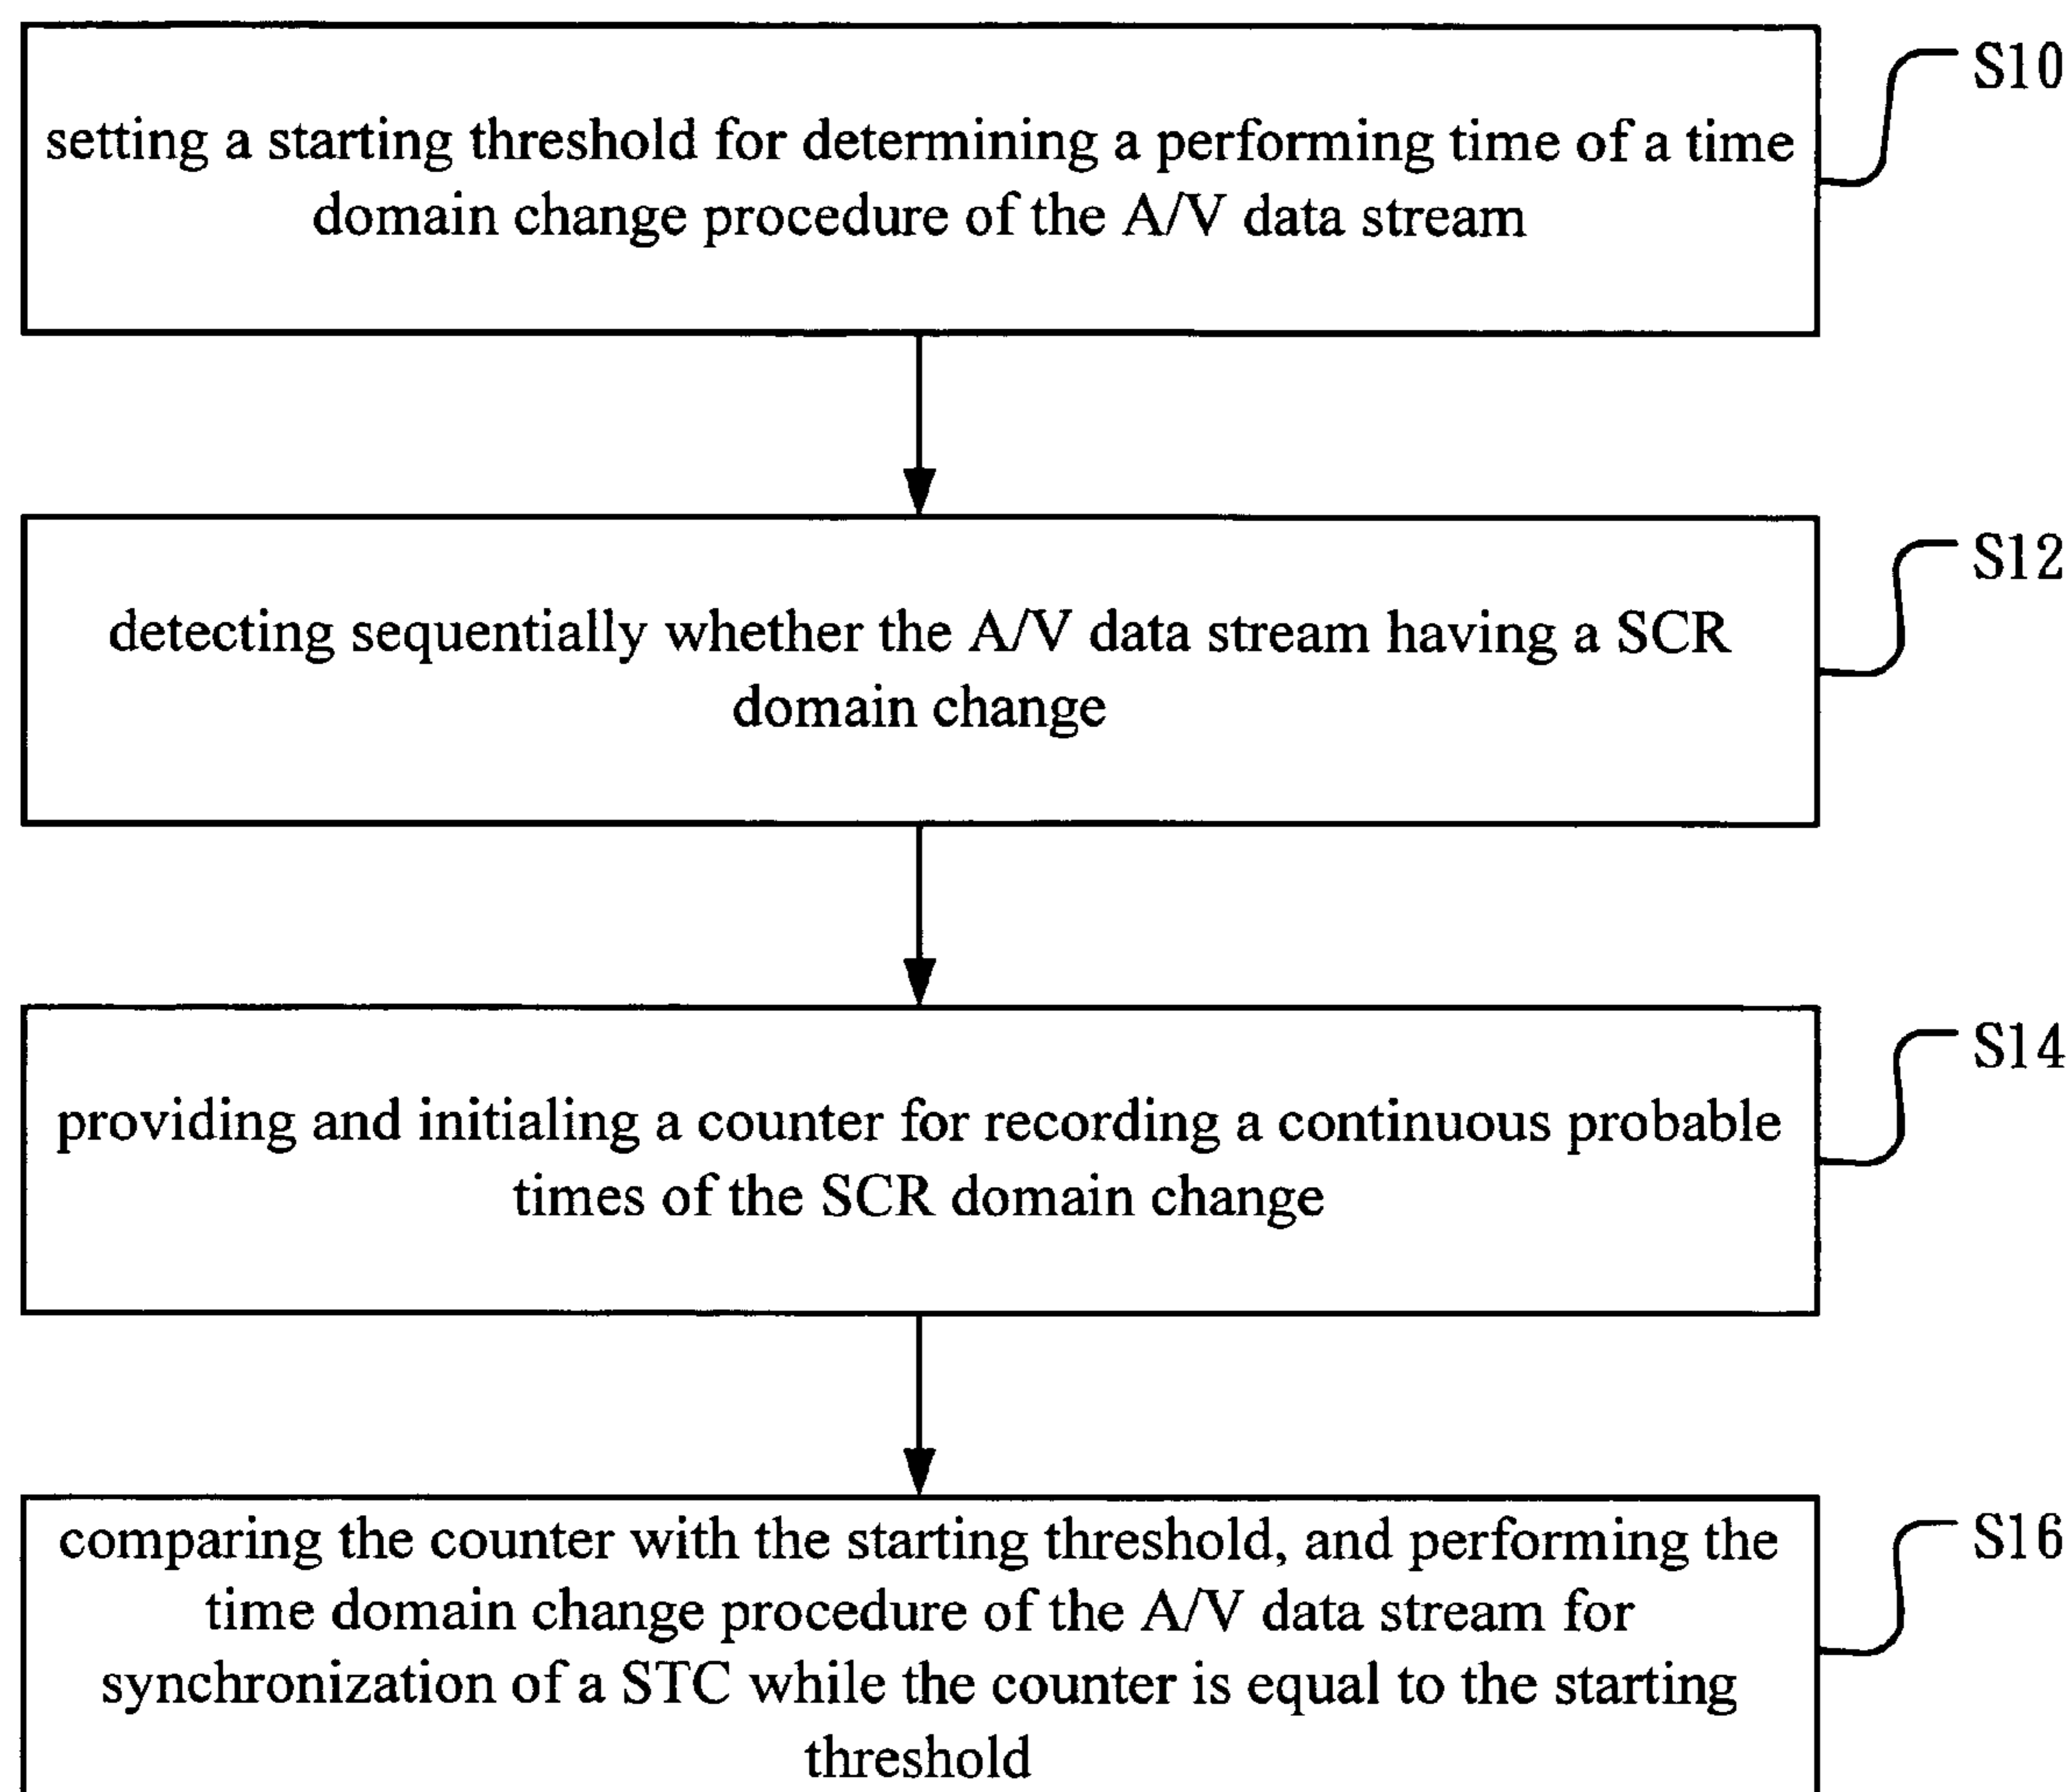 S10
setting a starting threshold for determining a performing time of a time
domain change procedure of the A/V data stream
S12
detecting sequentially whether the A/V data stream having a SCR
domain change
S14
providing and initialing a counter for recording a continuous probable
times of the SCR domain change
S16
comparing the counter with the starting threshold, and performing the
time domain change procedure of the A/V data stream for
synchronization of a STC while the counter is equal to the starting
threshold